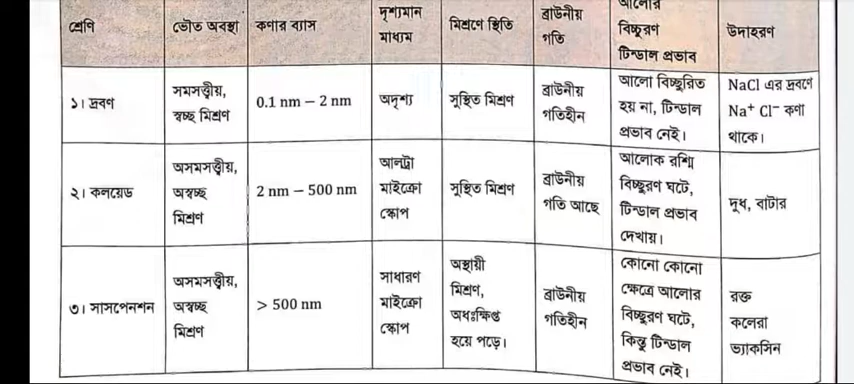 শ্রেণি
ভৌত অবস্থা
কণার ব্যাস
দৃশ্যমান
মাধ্যম
মিশ্রণে স্থিতি
ব্রাউনীয়
গতি
আলোর
বিচ্ছুরণ
টিন্ডাল প্রভাব
উদাহরণ
১। দ্রবণ
সমসত্ত্বীয়,
স্বচ্ছ মিশ্রণ
0.1 nm – 2 nm
অদৃশ্য
সুস্থিত মিশ্রণ
ব্রাউনীয়
গতিহীন
আলো বিচ্ছুরিত
হয় না, টিন্ডাল
প্রভাব নেই।
NaCl এর দ্রবণে
Na⁺ Cl⁻ কণা
থাকে।
২। কলয়েড
অসমসত্ত্বীয়,
অস্বচ্ছ
মিশ্রণ
2 nm – 500 nm
আলট্রা
মাইক্রো
স্কোপ
সুস্থিত মিশ্রণ
ব্রাউনীয়
গতি আছে
আলোক রশ্মি
বিচ্ছুরণ ঘটে,
টিন্ডাল প্রভাব
দেখায়।
দুধ, বাটার
৩। সাসপেনশন
অসমসত্ত্বীয়,
অস্বচ্ছ
মিশ্রণ
> 500 nm
সাধারণ
মাইক্রো
স্কোপ
অস্থায়ী
মিশ্রণ,
অধঃক্ষিপ্ত
হয়ে পড়ে।
ব্রাউনীয়
গতিহীন
কোনো কোনো
ক্ষেত্রে আলোর
বিচ্ছুরণ ঘটে,
কিন্তু টিন্ডাল
প্রভাব নেই।
রক্ত
কলেরা
ভ্যাকসিন